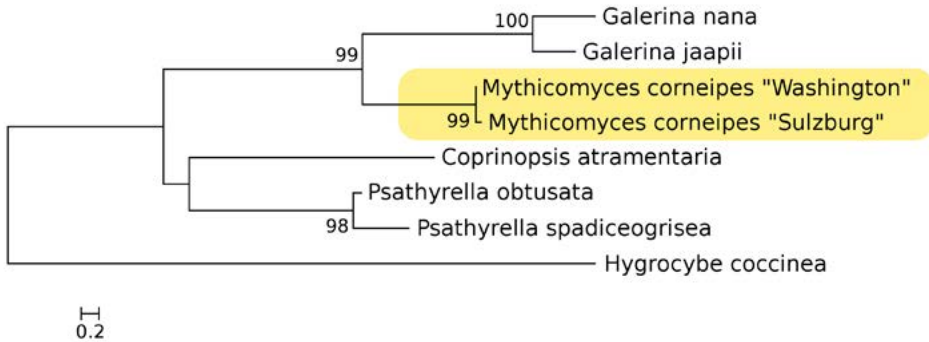 100
Galerina nana
99
Galerina jaapii
Mythicomyces corneipes "Washington"
99
Mythicomyces corneipes "Sulzburg"
Coprinopsis atramentaria
Psathyrella obtusata
98
Psathyrella spadiceogrisea
Hygrocybe coccinea
0.2